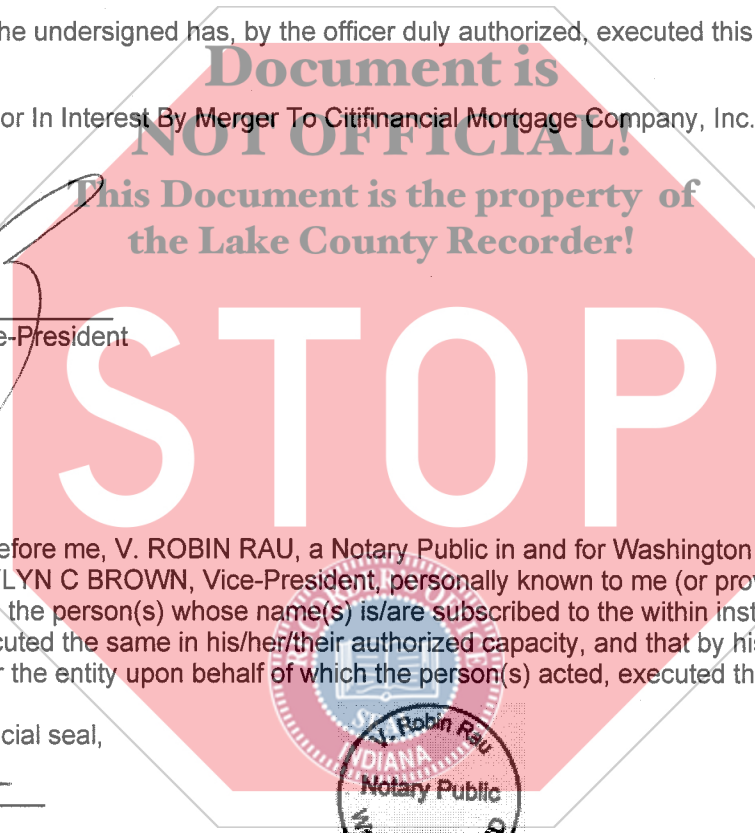 he undersigned has, by the officer duly authorized, executed this
Document is
or In Interest By Merger To Citifinancial Mortgage Company, Inc.
NOT OFFICIAL!
This Document is the property of
the Lake County Recorder!
e-President
STOP
efore me, V. ROBIN RAU, a Notary Public in and for Washington
LYN C BROWN, Vice-President, personally known to me (or prov
the person(s) whose name(s) is/are subscribed to the within inst
cuted the same in his/her/their authorized capacity, and that by his
r the entity upon behalf of which the person(s) acted, executed th
cial seal,
SEAL
INDIANA
V. Robin Rau
Notary Public